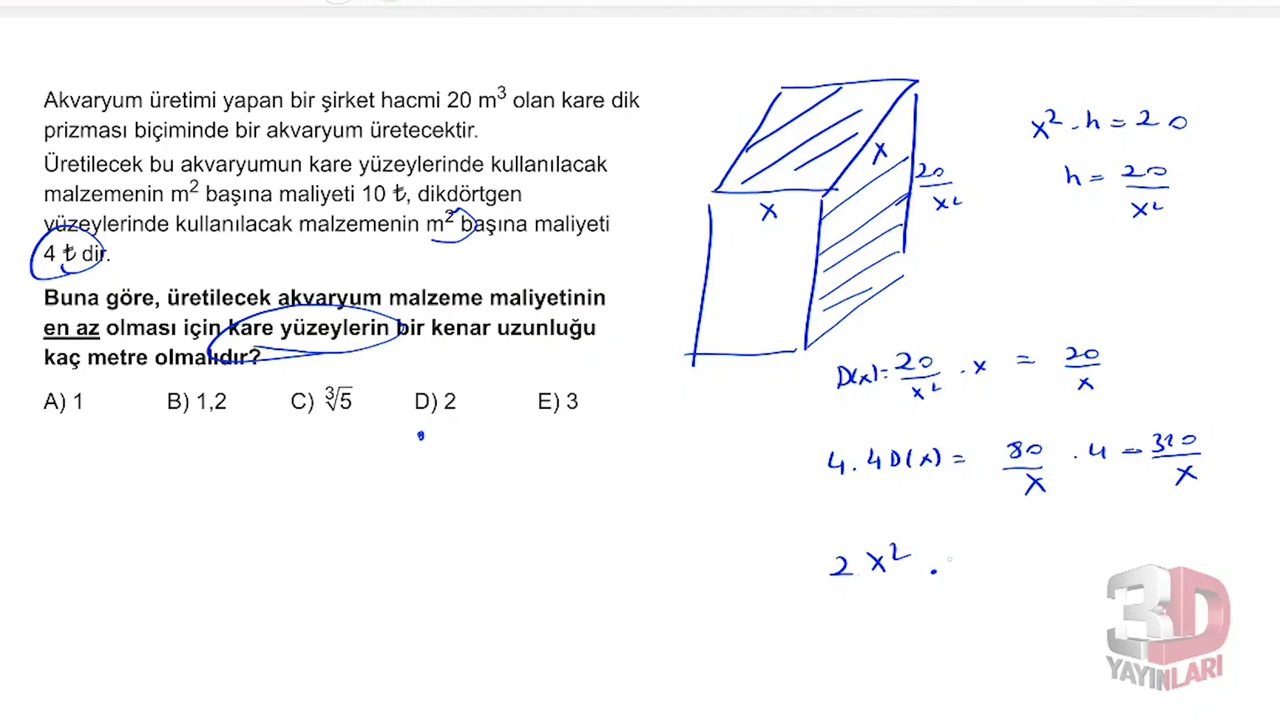 Akvaryum üretimi yapan bir şirket hacmi 20 m³ olan kare dik
prizması biçiminde bir akvaryum üretecektir.
Üretilecek bu akvaryumun kare yüzeylerinde kullanılacak
malzemenin m² başına maliyeti 10 ₺, dikdörtgen
yüzeylerinde kullanılacak malzemenin m² başına maliyeti
4 ₺ dir.
Buna göre, üretilecek akvaryum malzeme maliyetinin
en az olması için kare yüzeylerin bir kenar uzunluğu
kaç metre olmalıdır?
A) 1 B) 1,2 C) ∛5 D) 2 E) 3
x
x
20/x²
x² · h = 20
h = 20/x²
D(x) = 20/x² · x = 20/x
4 . 4 D(x) = 80/x · 4 = 320/x
2 x² .
3D
YAYINLARI